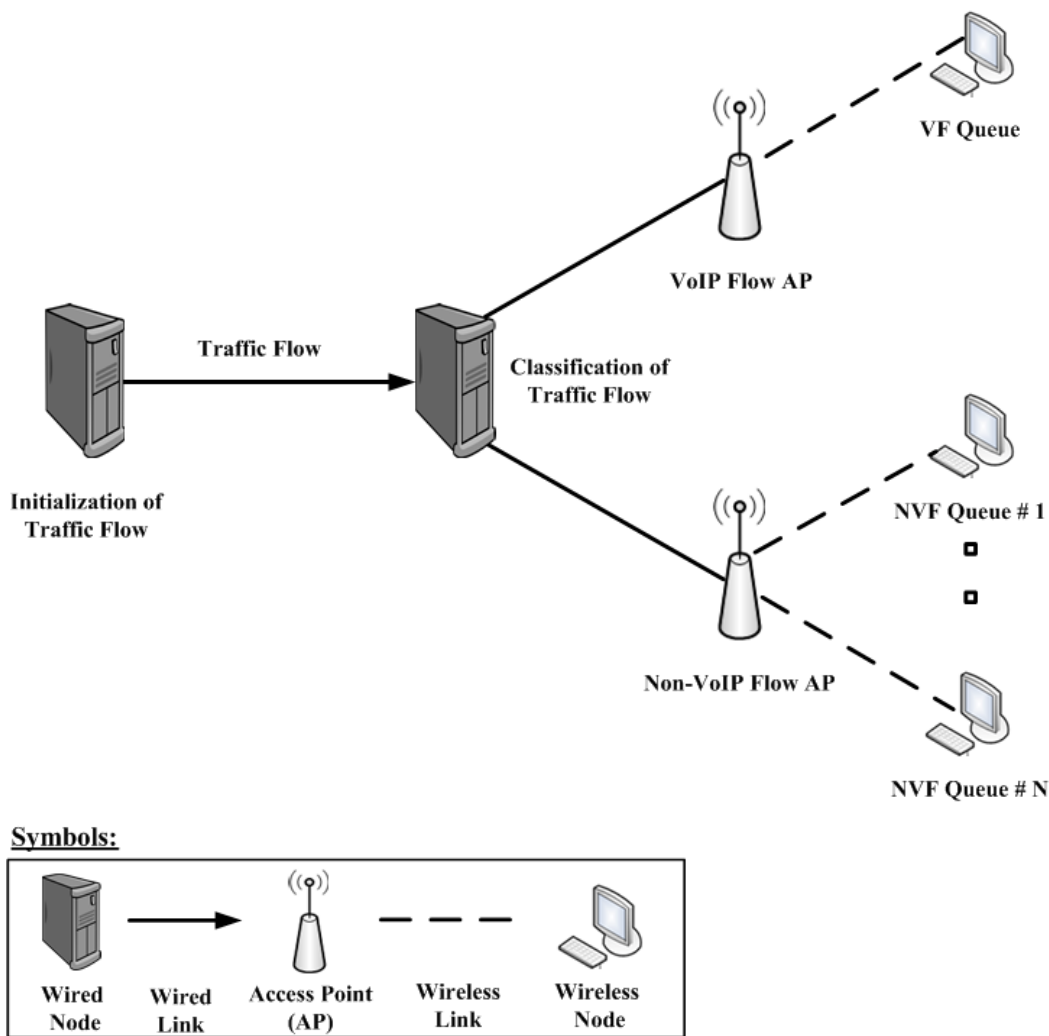 VF Queue
VoIP Flow AP
Traffic Flow
Classification of
Traffic Flow
Initialization of
Traffic Flow
NVF Queue # 1
Non-VoIP Flow AP
NVF Queue # N
Symbols:
Wired
Node
Wired
Link
Access Point
(AP)
Wireless
Link
Wireless
Node